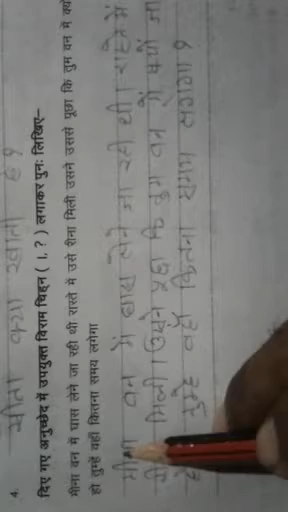 मीना क्या खाती है ?
4.
दिए गए अनुच्छेद में उपयुक्त विराम चिह्न ( । , ? ) लगाकर पुनः लिखिए–
मीना वन में घास लेने जा रही थी रास्ते में उसे रीना मिली उसने उससे पूछा कि तुम वन में क्यों
हो तुम्हें वहाँ कितना समय लगेगा
वन में घास लेने जा रही थी। रास्ते में
मिली। उसने पूछा कि तुम वन में क्यों जा
तुम्हें वहाँ कितना समय लगेगा ?